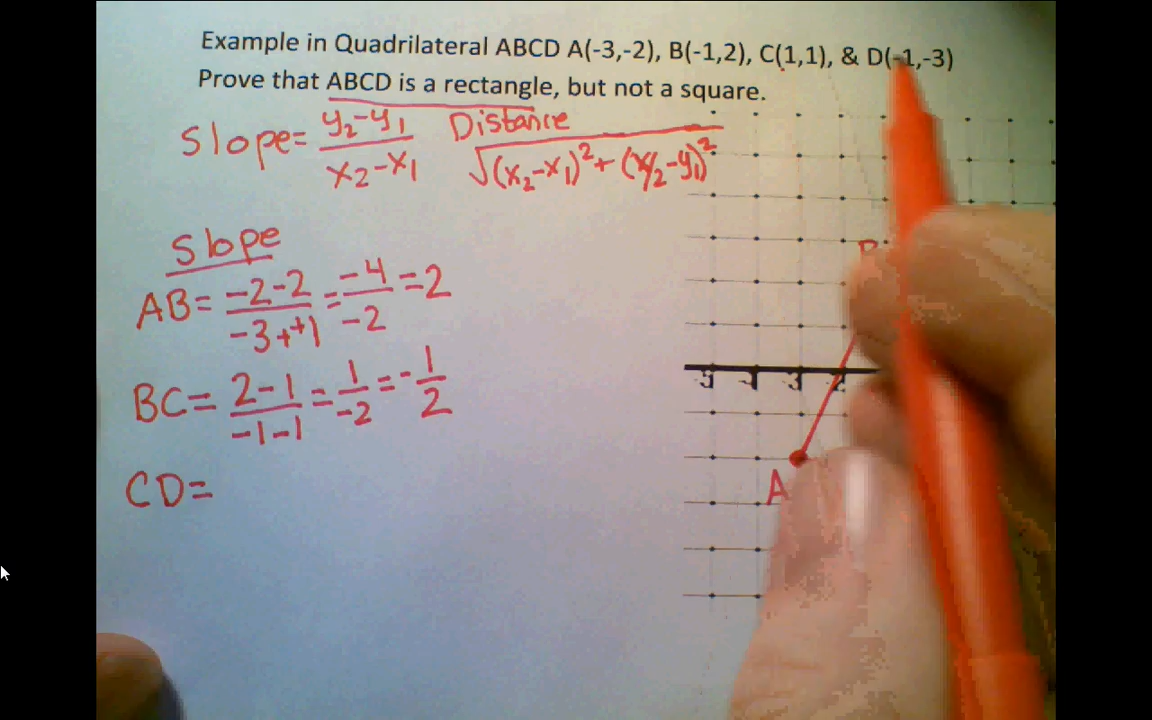 Example in Quadrilateral ABCD A(-3,-2), B(-1,2), C(1,1), & D(-1,-3)
Prove that ABCD is a rectangle, but not a square.
Slope = y₂-y₁ / x₂-x₁
Distance
√(x₂-x₁)² + (y₂-y₁)²
Slope
AB = -2-2 / -3++1 = -4 / -2 = 2
BC = 2-1 / -1-1 = 1 / -2 = -1 / 2
CD =
B
A